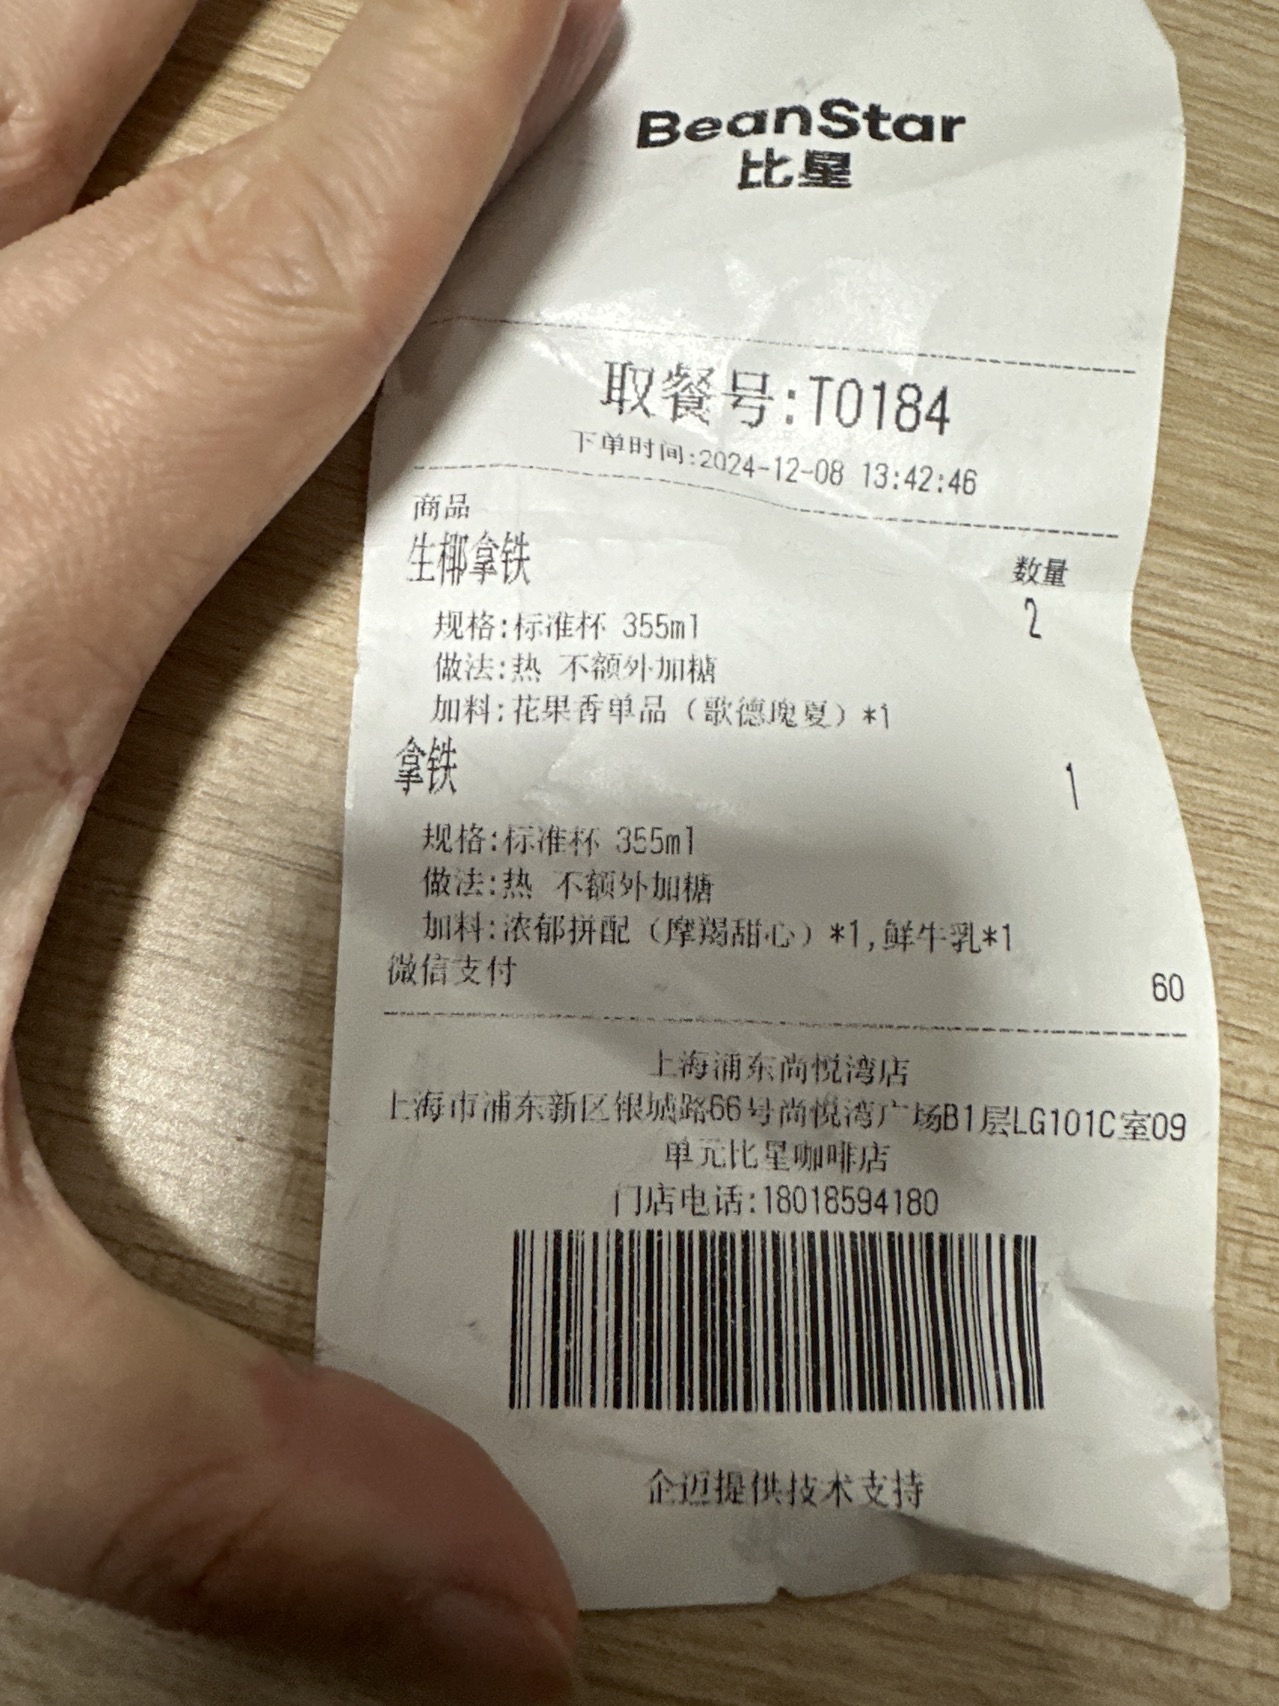 BeanStar
比星
取餐号:T0184
下单时间:2024-12-08 13:42:46
商品
数量
生椰拿铁
2
规格:标准杯 355ml
做法:热 不额外加糖
加料:花果香单品（歌德瑰夏）*1
拿铁
1
规格:标准杯 355ml
做法:热 不额外加糖
加料:浓郁拼配（摩羯甜心）*1,鲜牛乳*1
微信支付 60
上海浦东尚悦湾店
上海市浦东新区银城路66号尚悦湾广场B1层LG101C室09
单元比星咖啡店
门店电话:18018594180
企迈提供技术支持